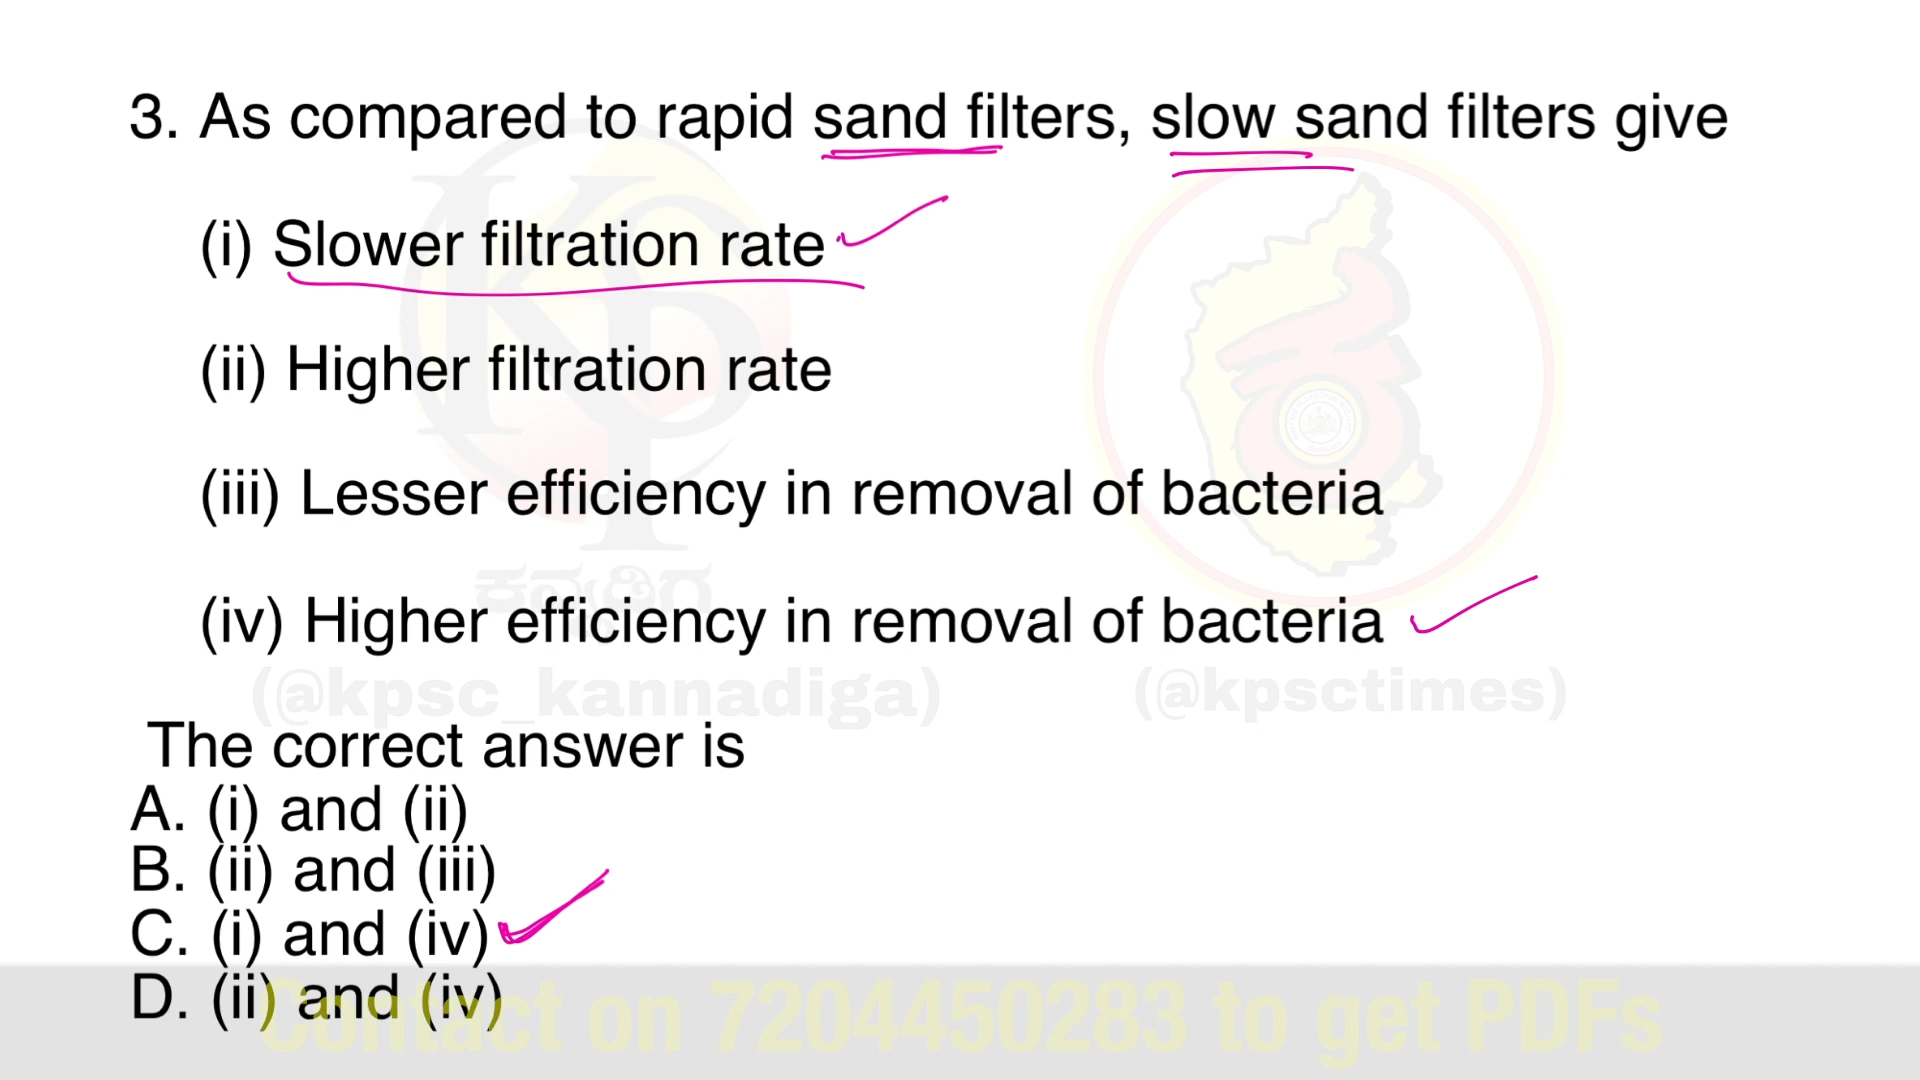 3. As compared to rapid sand filters, slow sand filters give
(i) Slower filtration rate
(ii) Higher filtration rate
(iii) Lesser efficiency in removal of bacteria
(iv) Higher efficiency in removal of bacteria
(@kpsc_kannadiga) (@kpsctimes)
The correct answer is
A. (i) and (ii)
B. (ii) and (iii)
C. (i) and (iv)
D. (ii) and (iv)
Contact on 7204450283 to get PDFs